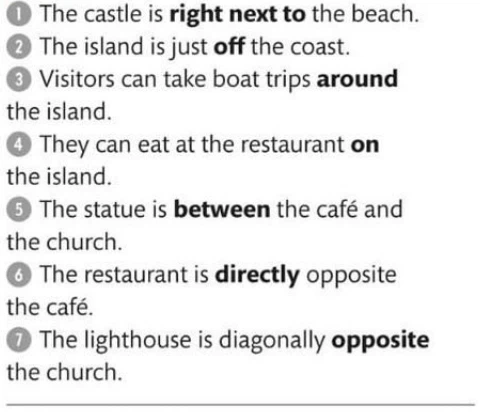 1 The castle is right next to the beach.
2 The island is just off the coast.
3 Visitors can take boat trips around
the island.
4 They can eat at the restaurant on
the island.
5 The statue is between the café and
the church.
6 The restaurant is directly opposite
the café.
7 The lighthouse is diagonally opposite
the church.